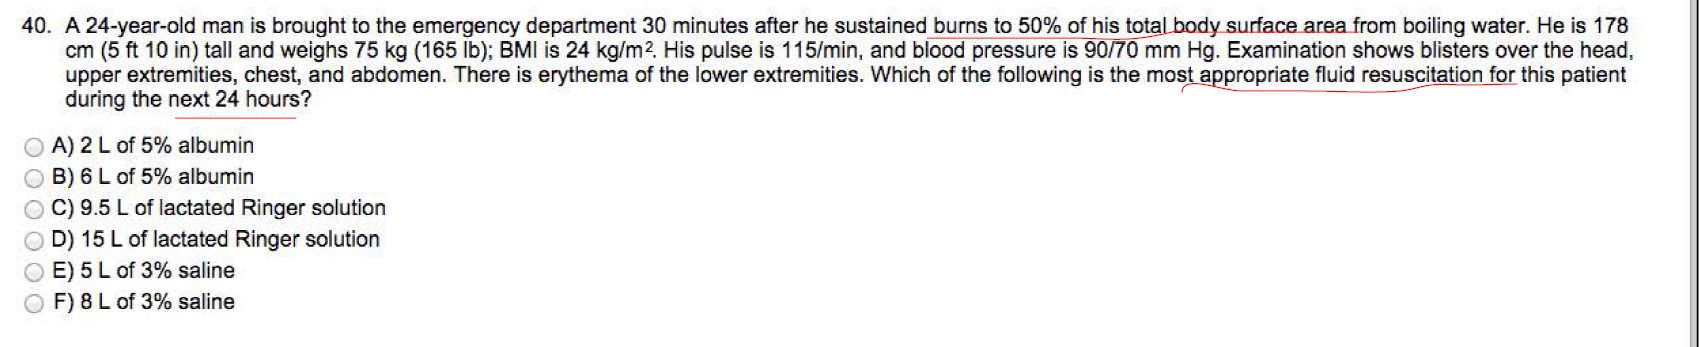 40. A 24-year-old man is brought to the emergency department 30 minutes after he sustained burns to 50% of his total body surface area from boiling water. He is 178
cm (5 ft 10 in) tall and weighs 75 kg (165 lb); BMI is 24 kg/m². His pulse is 115/min, and blood pressure is 90/70 mm Hg. Examination shows blisters over the head,
upper extremities, chest, and abdomen. There is erythema of the lower extremities. Which of the following is the most appropriate fluid resuscitation for this patient
during the next 24 hours?
A) 2 L of 5% albumin
B) 6 L of 5% albumin
C) 9.5 L of lactated Ringer solution
D) 15 L of lactated Ringer solution
E) 5 L of 3% saline
F) 8 L of 3% saline